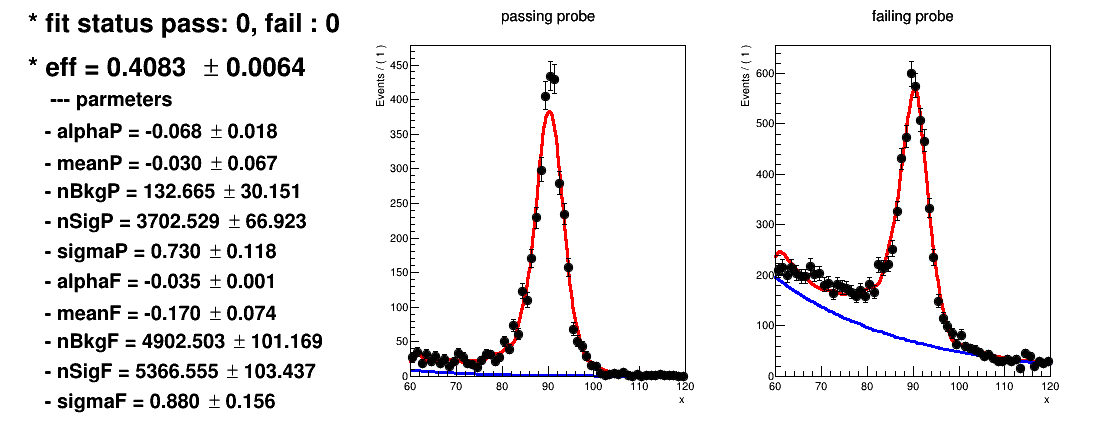 * fit status pass: 0, fail : 0
* eff = 0.4083 ± 0.0064
--- parmeters
- alphaP = -0.068 ± 0.018
- meanP = -0.030 ± 0.067
- nBkgP = 132.665 ± 30.151
- nSigP = 3702.529 ± 66.923
- sigmaP = 0.730 ± 0.118
- alphaF = -0.035 ± 0.001
- meanF = -0.170 ± 0.074
- nBkgF = 4902.503 ± 101.169
- nSigF = 5366.555 ± 103.437
- sigmaF = 0.880 ± 0.156
passing probe
Events / ( 1 )
450
400
350
300
250
200
150
100
50
0
60 70 80 90 100 110 120
x
failing probe
Events / ( 1 )
600
500
400
300
200
100
0
60 70 80 90 100 110 120
x